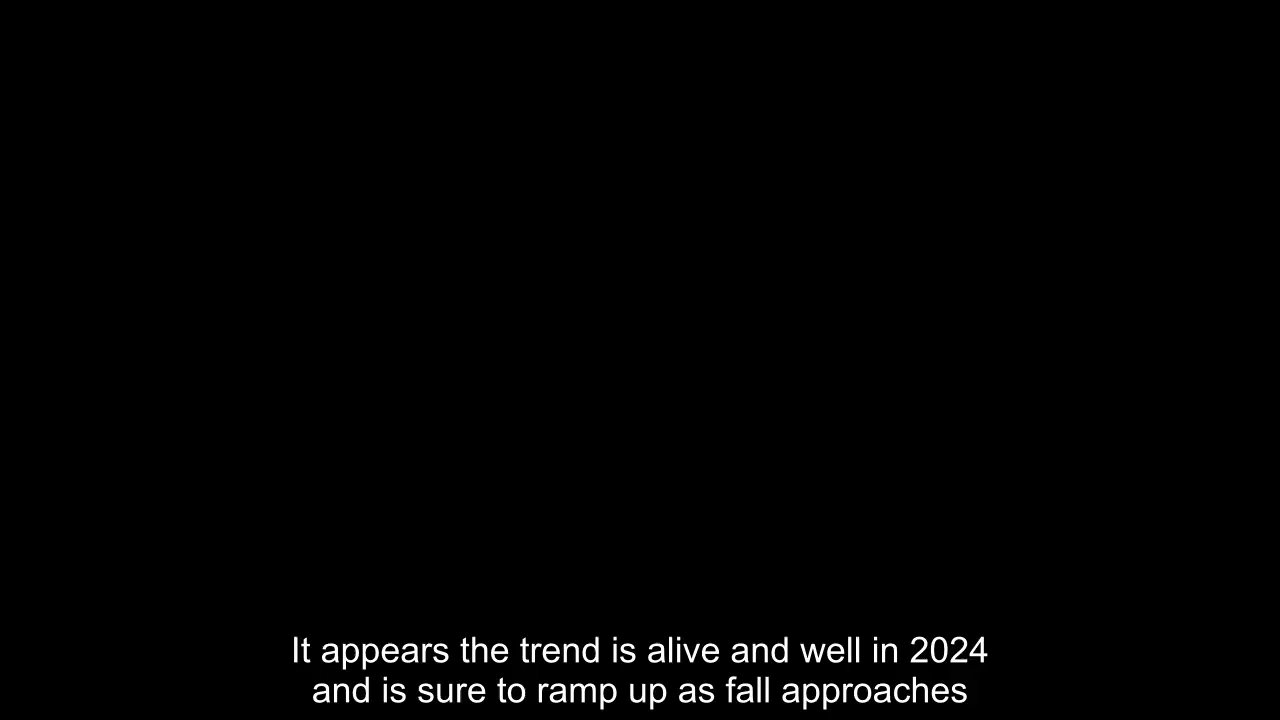 It appears the trend is alive and well in 2024
and is sure to ramp up as fall approaches